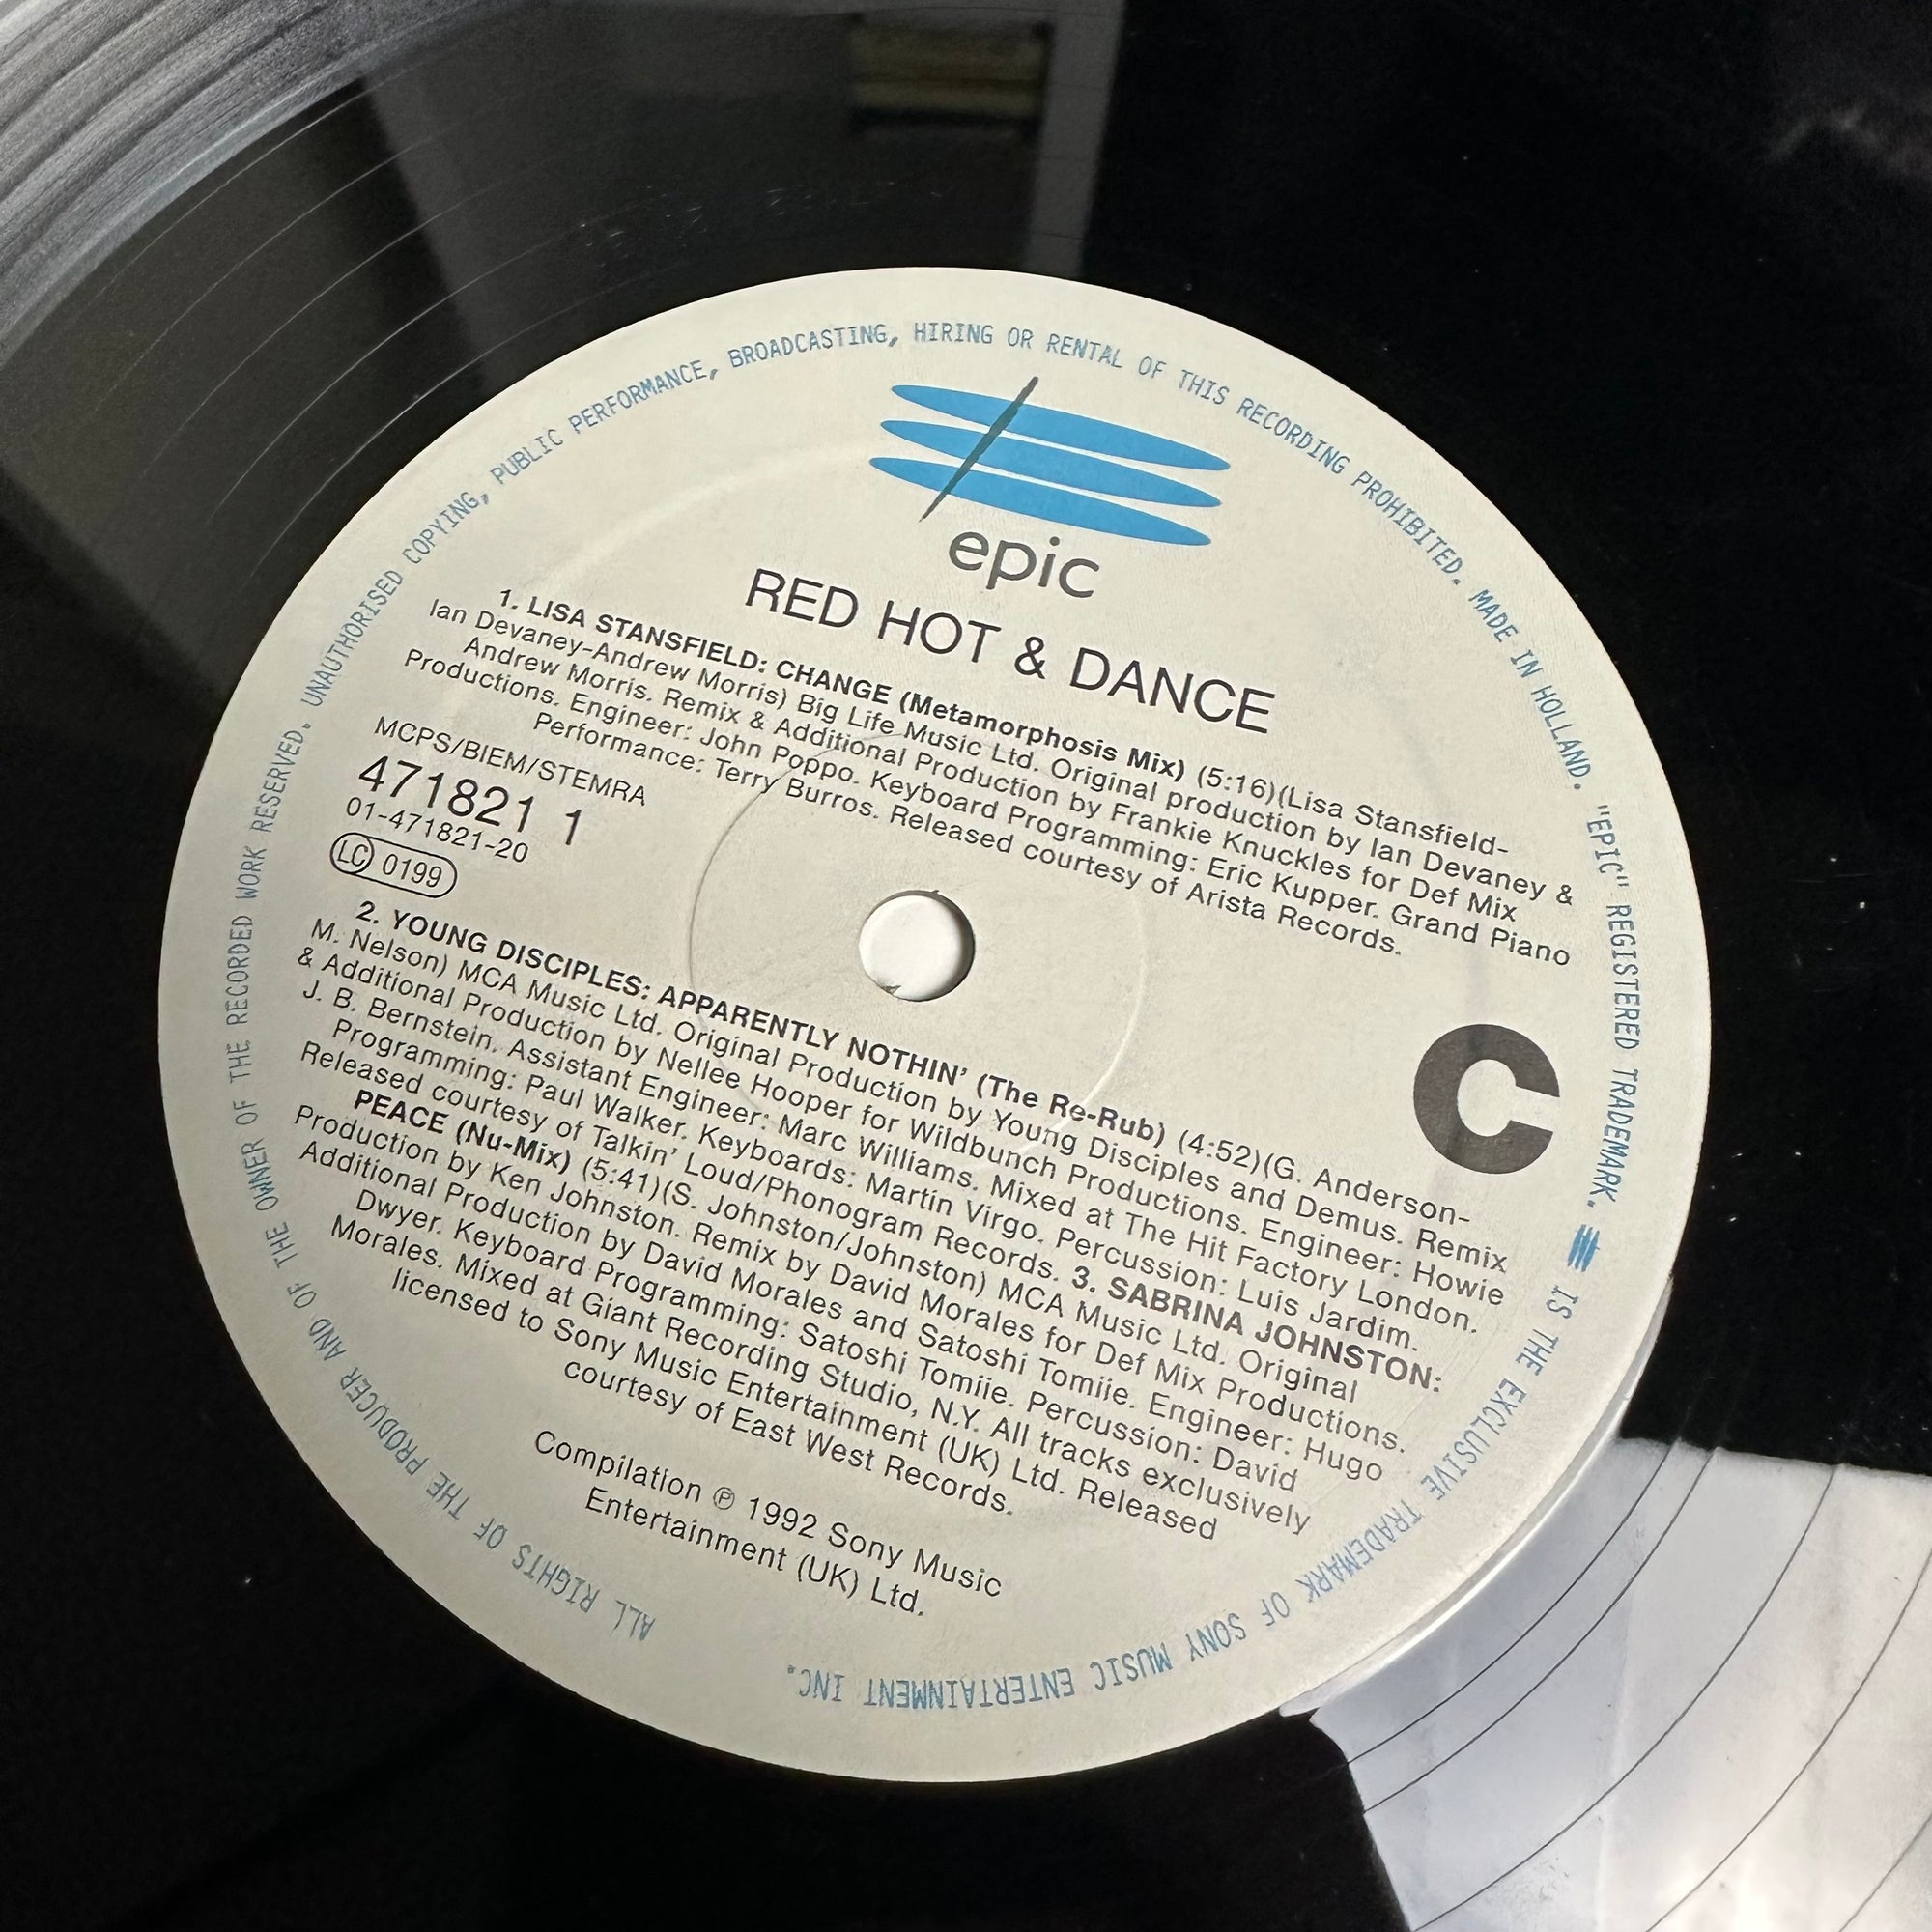 epic
RED HOT & DANCE
1. LISA STANSFIELD: CHANGE (Metamorphosis Mix) (5:16)(Lisa Stansfield-
Ian Devaney-Andrew Morris) Big Life Music Ltd. Original production by Ian Devaney &
Andrew Morris. Remix & Additional Production by Frankie Knuckles for Def Mix
Productions. Engineer: John Poppo. Keyboard Programming: Eric Kupper. Grand Piano
Performance: Terry Burros. Released courtesy of Arista Records.
MCPS/BIEM/STEMRA
471821 1
01-471821-20
LC 0199
C
2. YOUNG DISCIPLES: APPARENTLY NOTHIN' (The Re-Rub) (4:52)(G. Anderson-
M. Nelson) MCA Music Ltd. Original Production by Young Disciples and Demus. Remix
& Additional Production by Nellee Hooper for Wildbunch Productions. Engineer: Howie
J. B. Bernstein. Assistant Engineer: Marc Williams. Mixed at The Hit Factory London.
Programming: Paul Walker. Keyboards: Martin Virgo. Percussion: Luis Jardim.
Released courtesy of Talkin' Loud/Phonogram Records. 3. SABRINA JOHNSTON:
PEACE (Nu-Mix) (5:41)(S. Johnston/Johnston) MCA Music Ltd. Original
Production by Ken Johnston. Remix by David Morales for Def Mix Productions.
Additional Production by David Morales and Satoshi Tomiie. Engineer: Hugo
Dwyer. Keyboard Programming: Satoshi Tomiie. Percussion: David
Morales. Mixed at Giant Recording Studio, N.Y. All tracks exclusively
licensed to Sony Music Entertainment (UK) Ltd. Released
courtesy of East West Records.
Compilation ℗ 1992 Sony Music
Entertainment (UK) Ltd.
ALL RIGHTS OF THE PRODUCER AND OF THE OWNER OF THE RECORDED WORK RESERVED. UNAUTHORISED COPYING, PUBLIC PERFORMANCE, BROADCASTING, HIRING OR RENTAL OF THIS RECORDING PROHIBITED. MADE IN HOLLAND. "EPIC" REGISTERED TRADEMARK. IS THE EXCLUSIVE TRADEMARK OF SONY MUSIC ENTERTAINMENT INC.